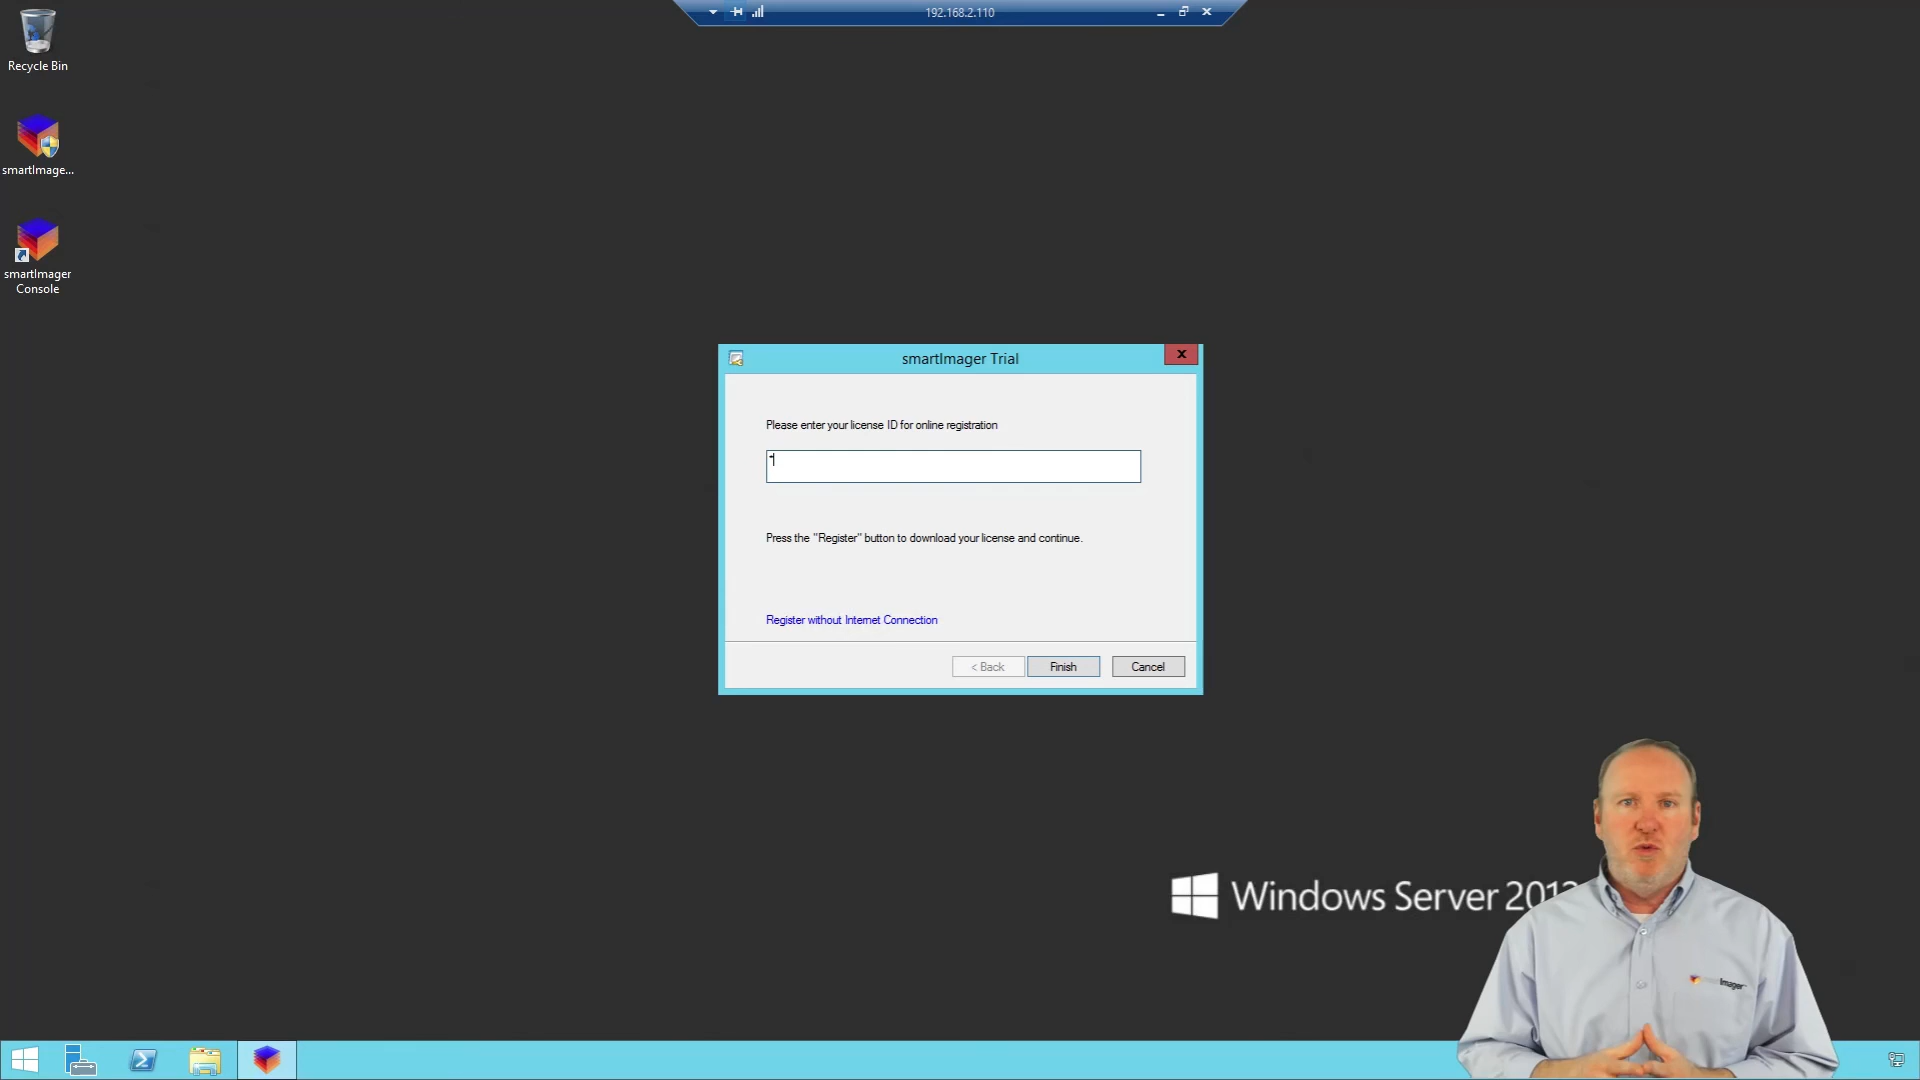 192.168.2.110
Recycle Bin
smartImage...
smartImager
Console
smartImager Trial
X
Please enter your license ID for online registration
Press the "Register" button to download your license and continue.
Register without Internet Connection
< Back
Finish
Cancel
Windows Server
Imager